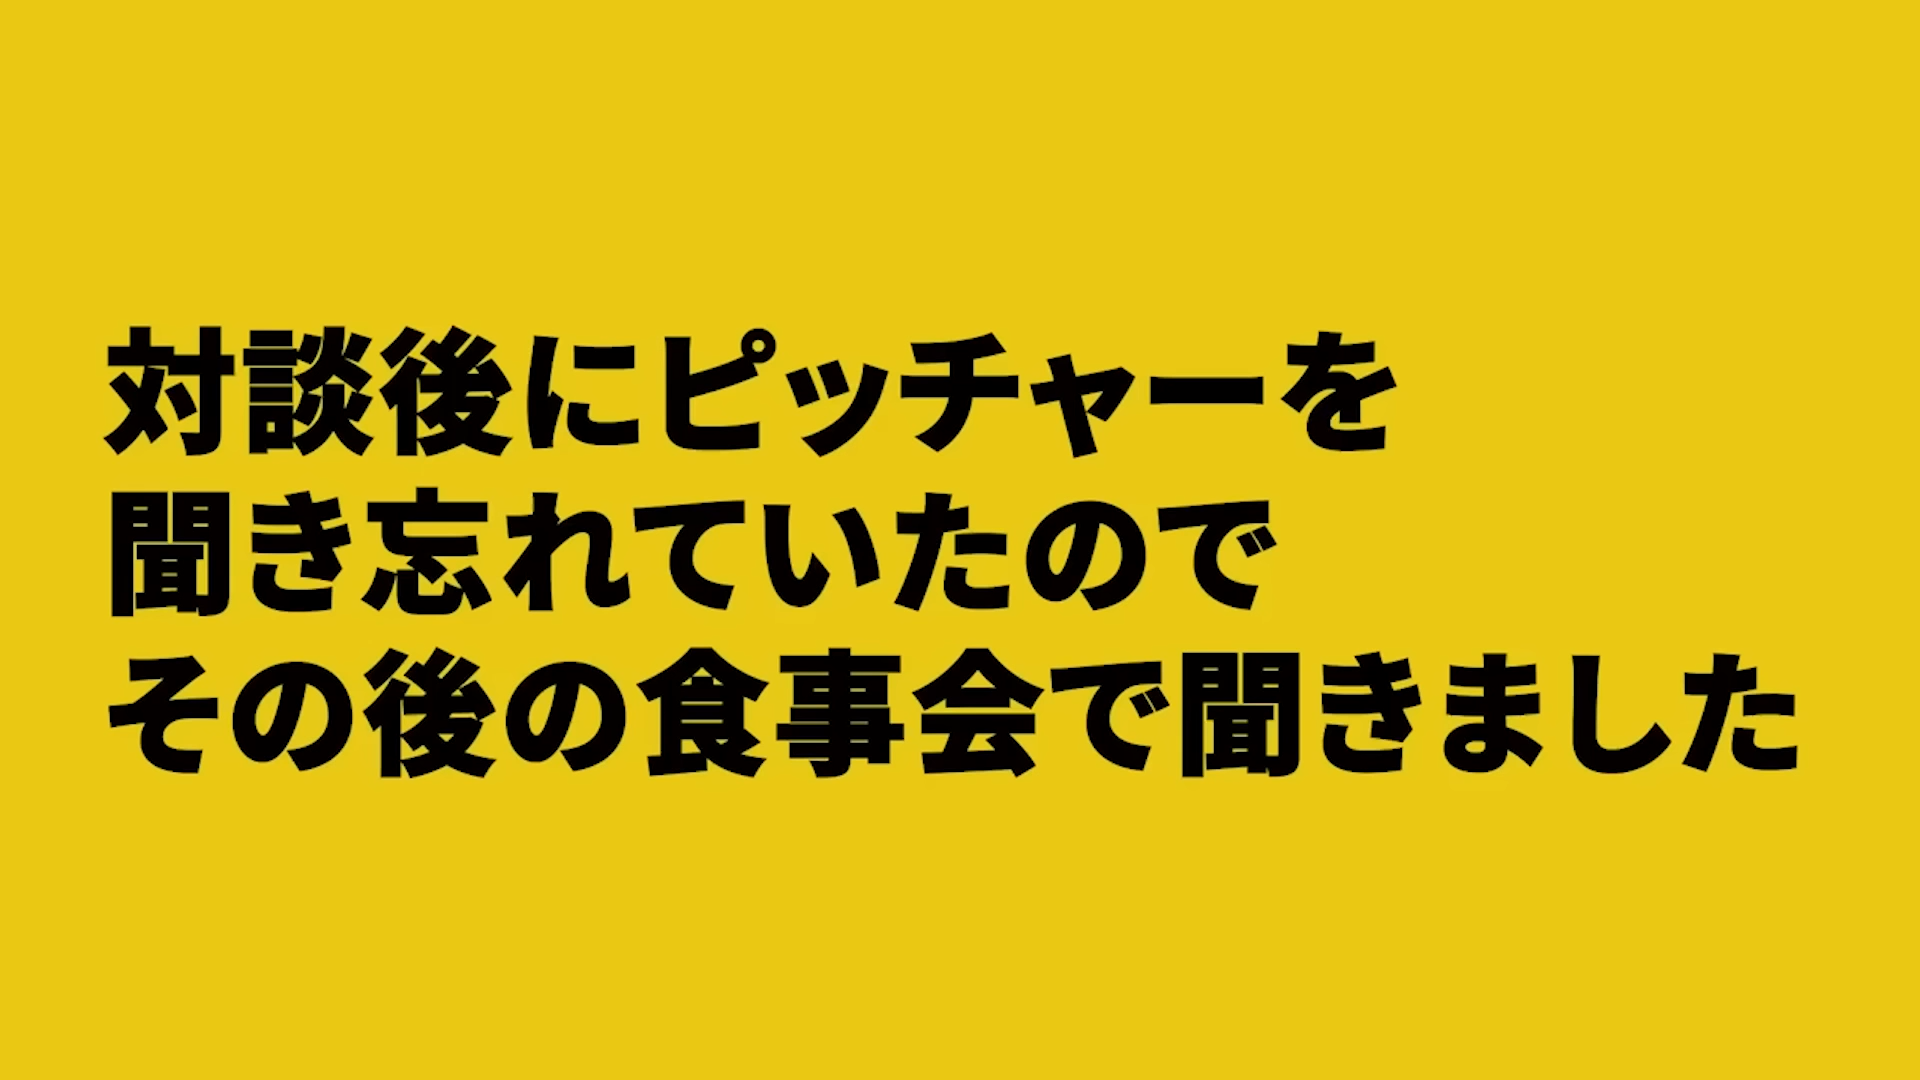 対談後にピッチャーを
聞き忘れていたので
その後の食事会で聞きました